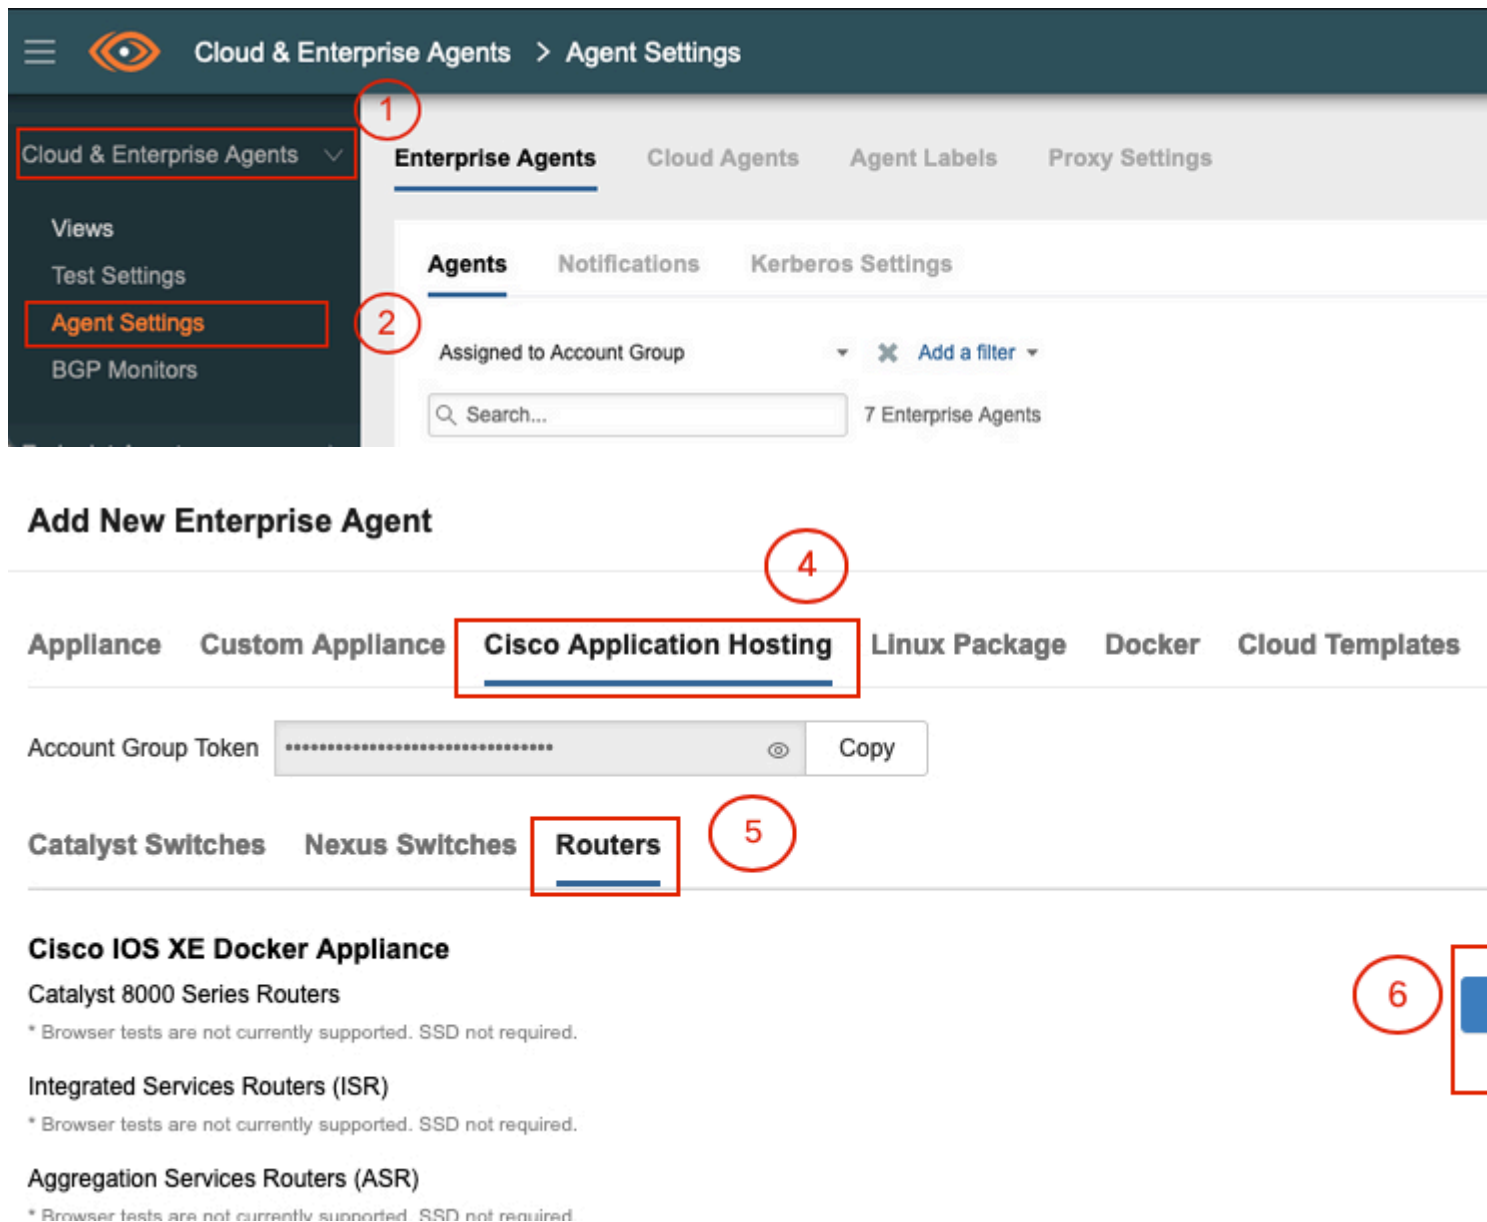 Cloud & Enterprise Agents > Agent Settings
1
Cloud & Enterprise Agents
Enterprise Agents Cloud Agents Agent Labels Proxy Settings
Views
Test Settings
Agents Notifications Kerberos Settings
Agent Settings
2
BGP Monitors
Assigned to Account Group Add a filter
Search... 7 Enterprise Agents
Add New Enterprise Agent
4
Appliance Custom Appliance Cisco Application Hosting Linux Package Docker Cloud Templates
Account Group Token •••••••••••••••••••••••••••••••• Copy
Catalyst Switches Nexus Switches Routers
5
Cisco IOS XE Docker Appliance
Catalyst 8000 Series Routers
6
* Browser tests are not currently supported. SSD not required.
Integrated Services Routers (ISR)
* Browser tests are not currently supported. SSD not required.
Aggregation Services Routers (ASR)
* Browser tests are not currently supported. SSD not required.